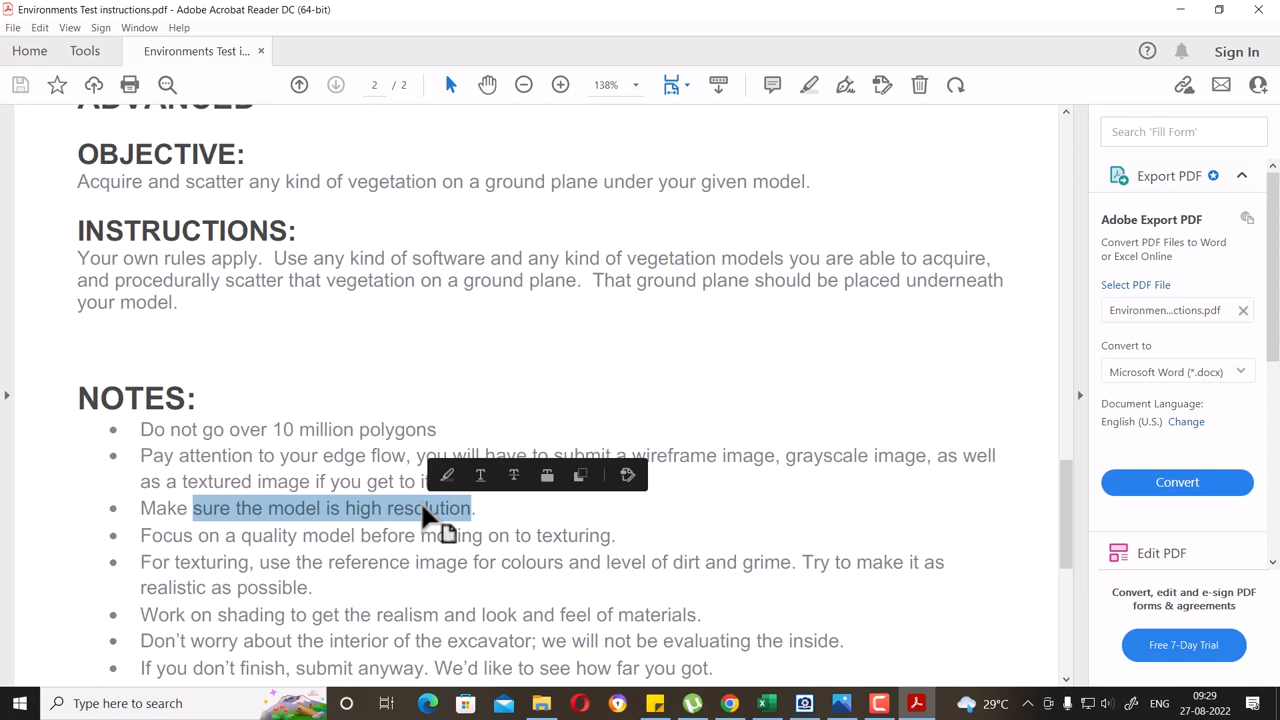 Environments Test instructions.pdf - Adobe Acrobat Reader DC (64-bit)
File Edit View Sign Window Help
Home Tools Environments Test i... ×
Sign In
2 / 2 138%
ADVANCED
OBJECTIVE:
Acquire and scatter any kind of vegetation on a ground plane under your given model.
INSTRUCTIONS:
Your own rules apply. Use any kind of software and any kind of vegetation models you are able to acquire,
and procedurally scatter that vegetation on a ground plane. That ground plane should be placed underneath
your model.
NOTES:
• Do not go over 10 million polygons
• Pay attention to your edge flow, you will have to submit a wireframe image, grayscale image, as well
as a textured image if you get to
• Make sure the model is high resolution.
• Focus on a quality model before moving on to texturing.
• For texturing, use the reference image for colours and level of dirt and grime. Try to make it as
realistic as possible.
• Work on shading to get the realism and look and feel of materials.
• Don't worry about the interior of the excavator; we will not be evaluating the inside.
• If you don't finish, submit anyway. We'd like to see how far you got.
Search 'Fill Form'
Export PDF
Adobe Export PDF
Convert PDF Files to Word
or Excel Online
Select PDF File
Environmen...ctions.pdf
Convert to
Microsoft Word (*.docx)
Document Language:
English (U.S.) Change
Convert
Edit PDF
Convert, edit and e-sign PDF
forms & agreements
Free 7-Day Trial
Type here to search
29°C
ENG
09:29
27-08-2022